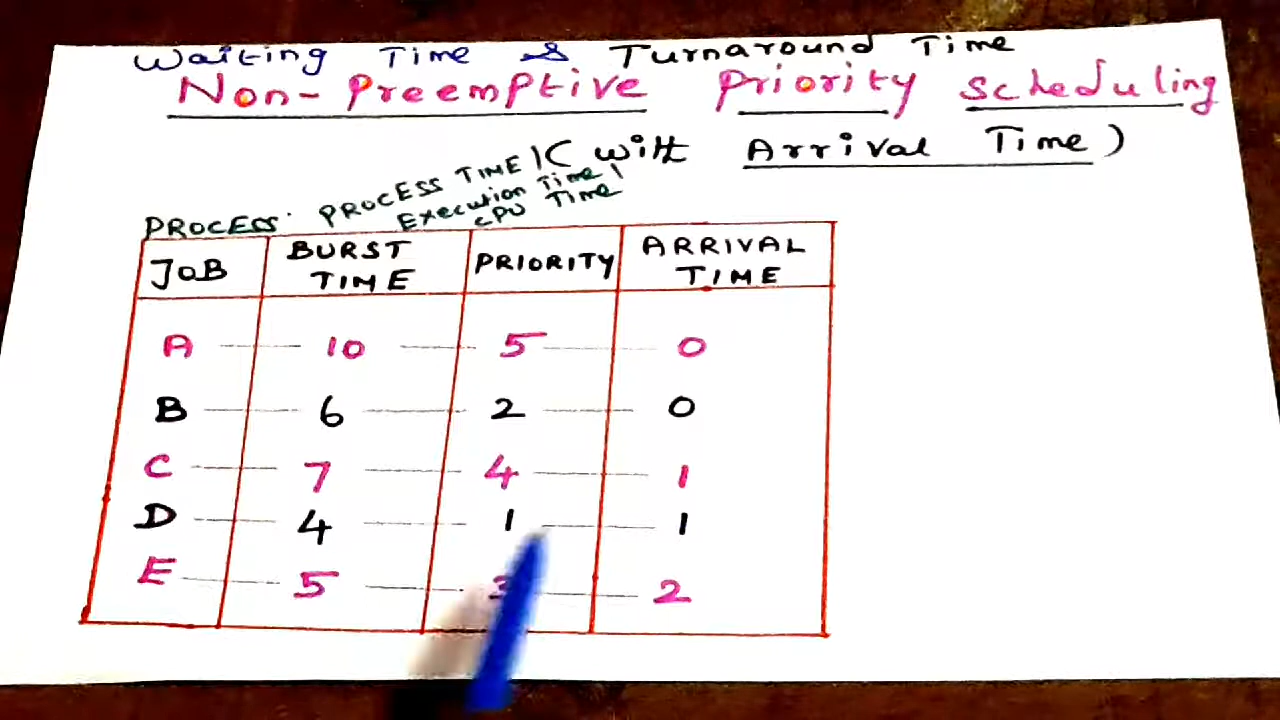 Waiting Time & Turnaround Time
Non-Preemptive Priority Scheduling
(with Arrival Time)
PROCESS. PROCESS TIME/
Execution Time/
CPU Time
JOB BURST TIME PRIORITY ARRIVAL TIME
A 10 5 0
B 6 2 0
C 7 4 1
D 4 1 1
E 5 2